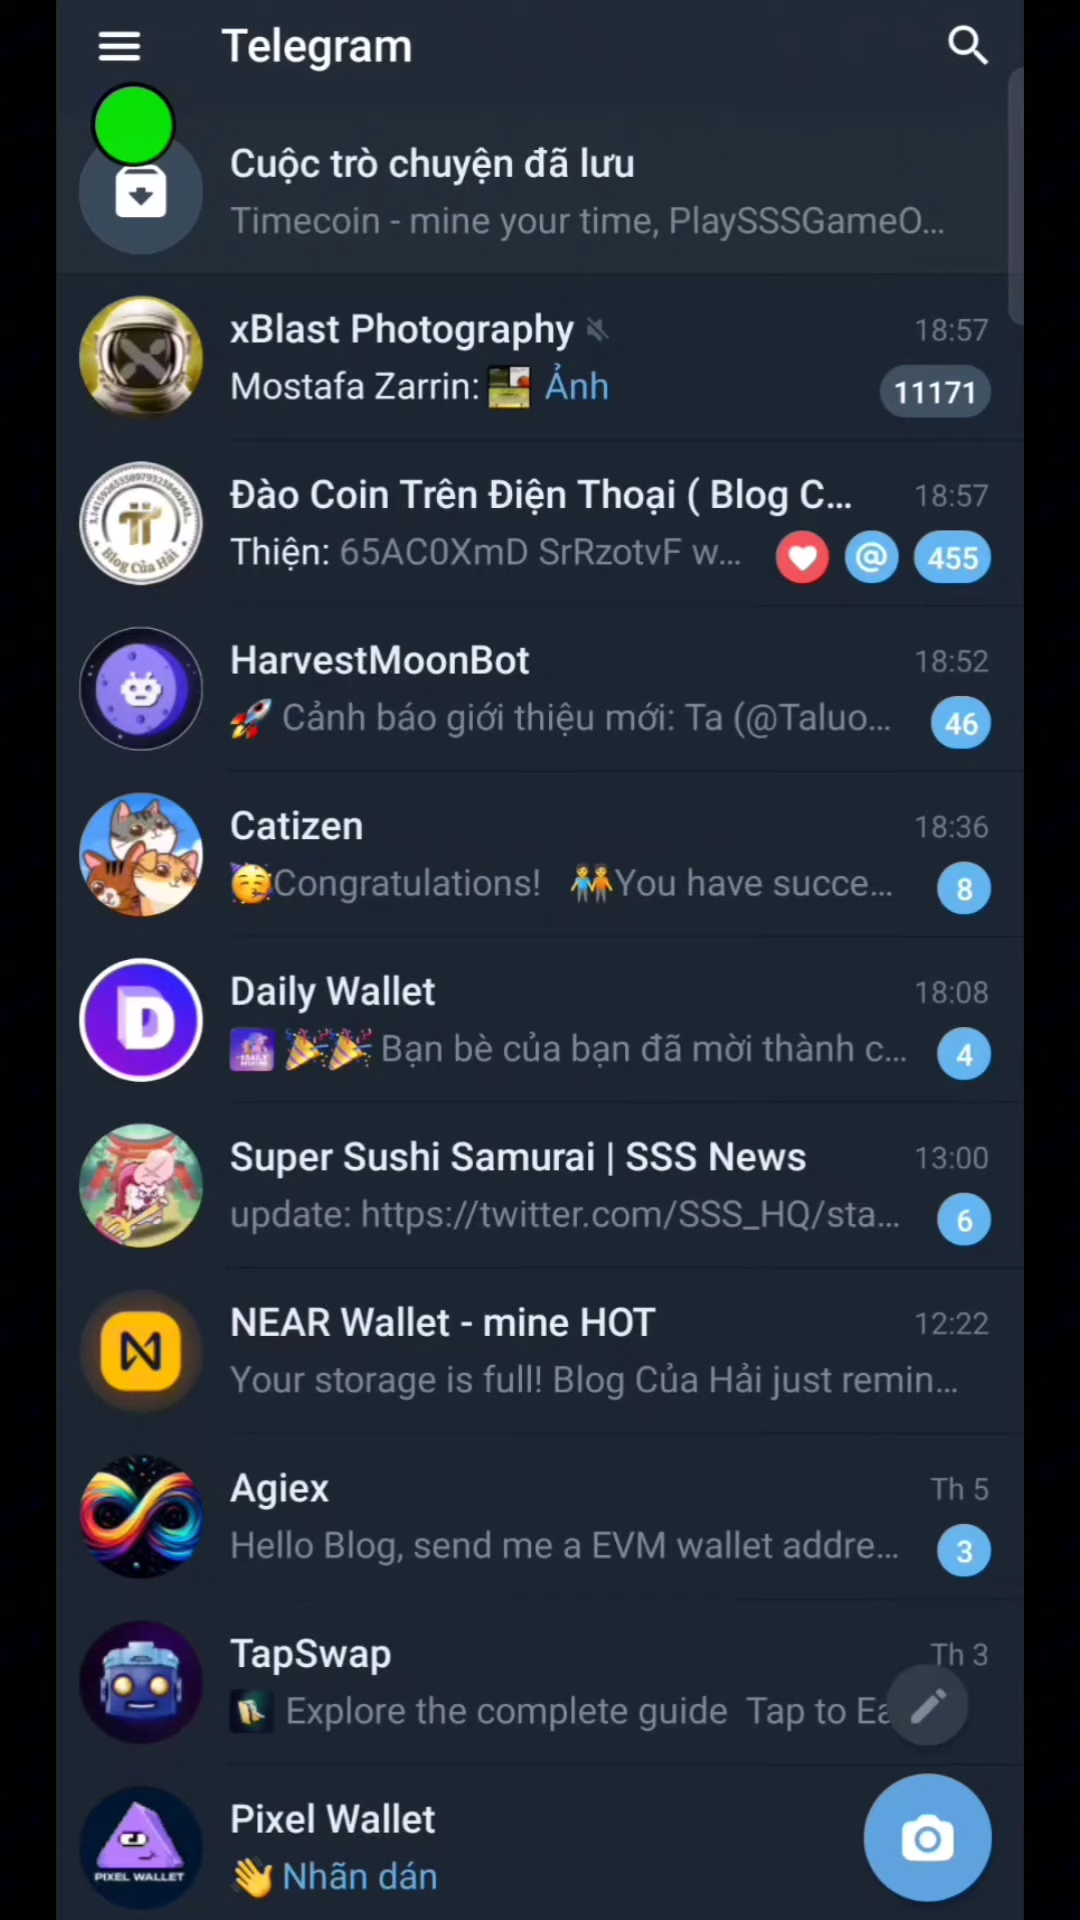 Telegram
Cuộc trò chuyện đã lưu
Timecoin - mine your time, PlaySSSGameO...
xBlast Photography
18:57
Mostafa Zarrin: Ảnh
11171
Đào Coin Trên Điện Thoại ( Blog C...
18:57
Thiện: 65AC0XmD SrRzotvF w...
@
455
Blog Của Hải
HarvestMoonBot
18:52
🚀 Cảnh báo giới thiệu mới: Ta (@Taluo...
46
Catizen
18:36
🥳Congratulations! 👬You have succe...
8
Daily Wallet
18:08
🎉🎉 Bạn bè của bạn đã mời thành c...
4
D
Super Sushi Samurai | SSS News
13:00
update: https://twitter.com/SSS_HQ/sta...
6
NEAR Wallet - mine HOT
12:22
Your storage is full! Blog Của Hải just remin...
Agiex
Th 5
Hello Blog, send me a EVM wallet addre...
3
TapSwap
Th 3
Explore the complete guide Tap to Ea
Pixel Wallet
👋 Nhãn dán
PIXEL WALLET